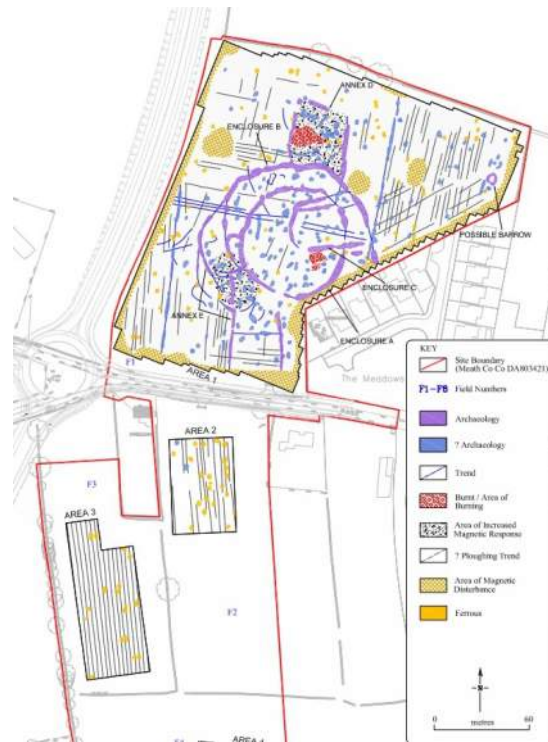 ANNEX D
ENCLOSURE B
POSSIBLE BARROW
ENCLOSURE C
ANNEX E
ENCLOSURE A
The Meadows
F1
AREA 1
AREA 2
F3
AREA 3
F2
AREA 4
KEY
Site Boundary
(Meath Co Co DA803421)
F1-F8 Field Numbers
Archaeology
? Archaeology
Trend
Burnt / Area of
Burning
Area of Increased
Magnetic Response
? Ploughing Trend
Area of Magnetic
Disturbance
Ferrous
N
0 metres 60